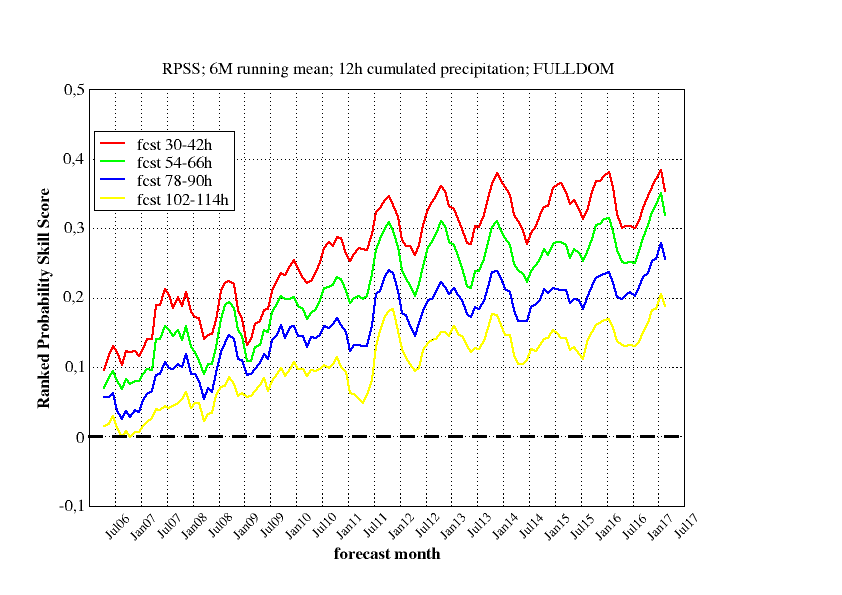 RPSS; 6M running mean; 12h cumulated precipitation; FULLDOM
0,5
0,4
0,3
0,2
0,1
0
-0,1
Ranked Probability Skill Score
fcst 30-42h
fcst 54-66h
fcst 78-90h
fcst 102-114h
Jul06 Jan07 Jul07 Jan08 Jul08 Jan09 Jul09 Jan10 Jul10 Jan11 Jul11 Jan12 Jul12 Jan13 Jul13 Jan14 Jul14 Jan15 Jul15 Jan16 Jul16 Jan17 Jul17
forecast month